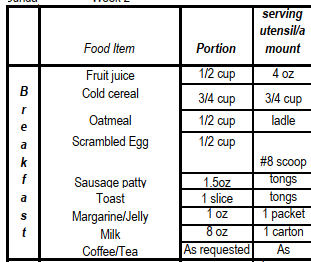 Week 2
serving
utensil/a
Food Item Portion mount
Breakfast
Fruit juice 1/2 cup 4 oz
Cold cereal 3/4 cup 3/4 cup
Oatmeal 1/2 cup ladle
Scrambled Egg 1/2 cup
#8 scoop
Sausage patty 1.5oz tongs
Toast 1 slice tongs
Margarine/Jelly 1 oz 1 packet
Milk 8 oz 1 carton
Coffee/Tea As requested As